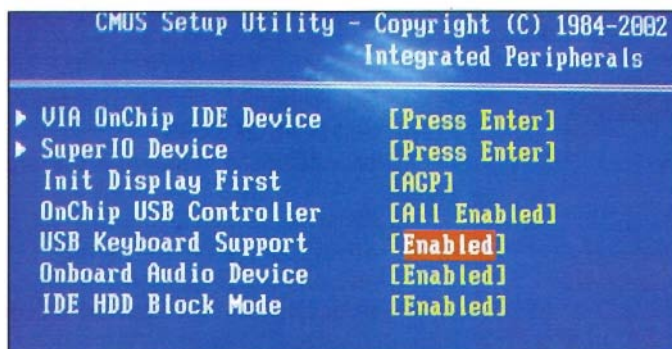 CMOS Setup Utility - Copyright (C) 1984-2002
Integrated Peripherals
▶ VIA OnChip IDE Device [Press Enter]
▶ SuperIO Device [Press Enter]
Init Display First [AGP]
OnChip USB Controller [All Enabled]
USB Keyboard Support [Enabled]
Onboard Audio Device [Enabled]
IDE HDD Block Mode [Enabled]